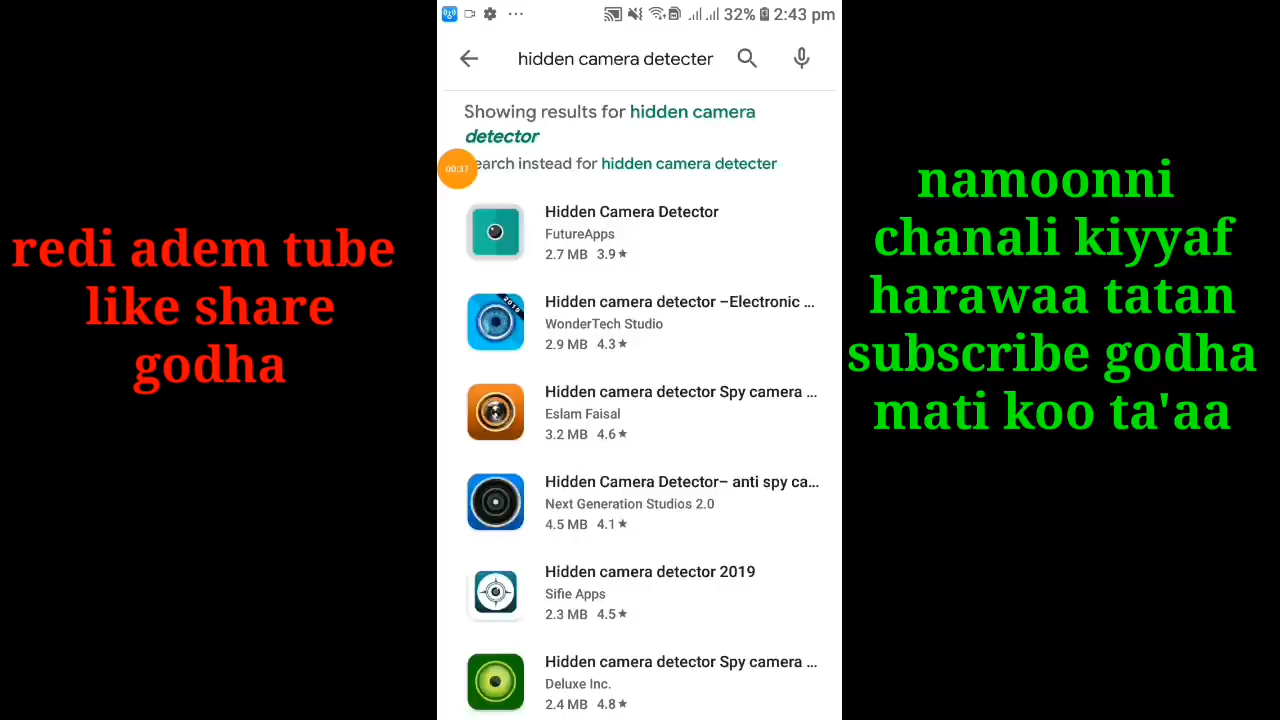 32% 2:43 pm
hidden camera detecter
Showing results for hidden camera
detector
earch instead for hidden camera detecter
00:37
Hidden Camera Detector
FutureApps
2.7 MB 3.9★
2019
Hidden camera detector –Electronic ...
WonderTech Studio
2.9 MB 4.3★
Hidden camera detector Spy camera ...
Eslam Faisal
3.2 MB 4.6★
Hidden Camera Detector– anti spy ca...
Next Generation Studios 2.0
4.5 MB 4.1★
Hidden camera detector 2019
Sifie Apps
2.3 MB 4.5★
Hidden camera detector Spy camera ...
Deluxe Inc.
2.4 MB 4.8★
redi adem tube
like share
godha
namoonni
chanali kiyyaf
harawaa tatan
subscribe godha
mati koo ta'aa